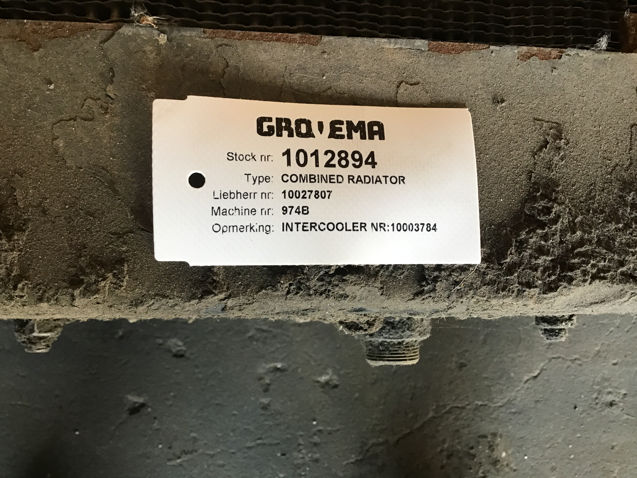 GROVEMA
Stock nr: 1012894
Type: COMBINED RADIATOR
Liebherr nr: 10027807
Machine nr: 974B
Opmerking: INTERCOOLER NR:10003784